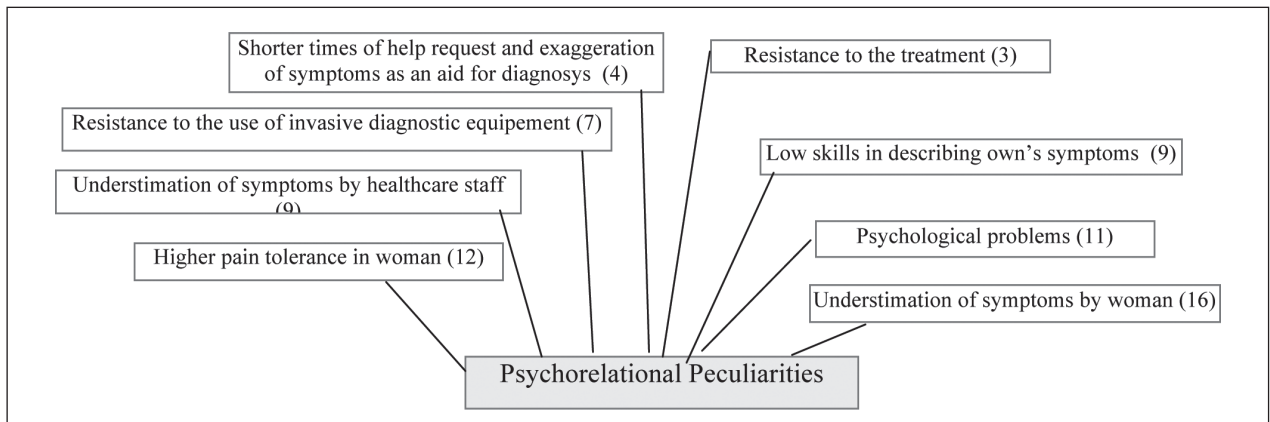 Shorter times of help request and exaggeration
of symptoms as an aid for diagnosys (4)
Resistance to the treatment (3)
Resistance to the use of invasive diagnostic equipement (7)
Low skills in describing own's symptoms (9)
Understimation of symptoms by healthcare staff
(9)
Psychological problems (11)
Higher pain tolerance in woman (12)
Understimation of symptoms by woman (16)
Psychorelational Peculiarities